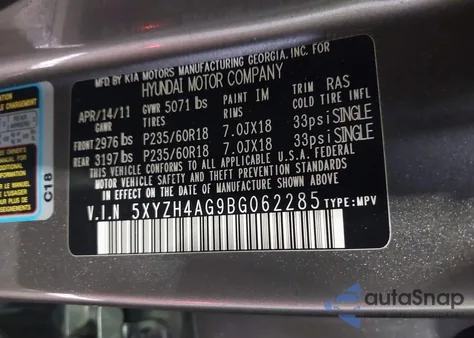 MFD.BY KIA MOTORS MANUFACTURING GEORGIA.INC FOR
HYUNDAI MOTOR COMPANY
APR/14/11 GVWR 5071 lbs PAINT IM TRIM RAS
GAWR TIRES RIMS COLD TIRE INFL
FRONT 2976 lbs P235/60R18 7.0JX18 33psi SINGLE
REAR 3197 lbs P235/60R18 7.0JX18 33psi SINGLE
THIS VEHICLE CONFORMS TO ALL APPLICABLE U.S.A. FEDERAL
MOTOR VEHICLE SAFETY STANDARDS
IN EFFECT ON THE DATE OF MANUFACTURE SHOWN ABOVE
V.I.N 5XYZH4AG9BG062285 TYPE:MPV
C18
autoSnap